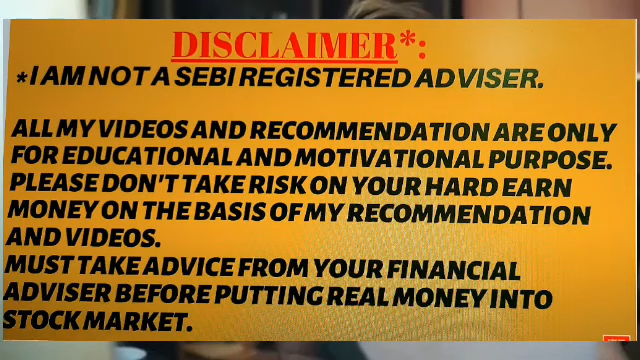 DISCLAIMER*:
*I AM NOT A SEBI REGISTERED ADVISER.
ALL MY VIDEOS AND RECOMMENDATION ARE ONLY
FOR EDUCATIONAL AND MOTIVATIONAL PURPOSE.
PLEASE DON'T TAKE RISK ON YOUR HARD EARN
MONEY ON THE BASIS OF MY RECOMMENDATION
AND VIDEOS.
MUST TAKE ADVICE FROM YOUR FINANCIAL
ADVISER BEFORE PUTTING REAL MONEY INTO
STOCK MARKET.